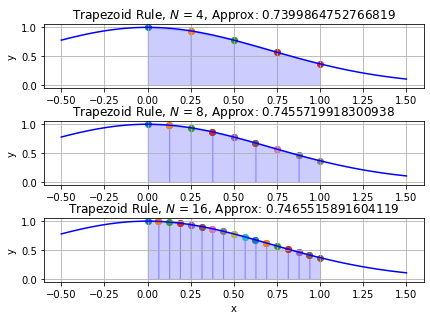 Trapezoid Rule, N = 4, Approx: 0.7399864752766819
1.0
0.5
0.0
y
−0.50 −0.25 0.00 0.25 0.50 0.75 1.00 1.25 1.50
Trapezoid Rule, N = 8, Approx: 0.7455719918300938
1.0
0.5
0.0
y
−0.50 −0.25 0.00 0.25 0.50 0.75 1.00 1.25 1.50
Trapezoid Rule, N = 16, Approx: 0.7465515891604119
1.0
0.5
0.0
y
−0.50 −0.25 0.00 0.25 0.50 0.75 1.00 1.25 1.50
x